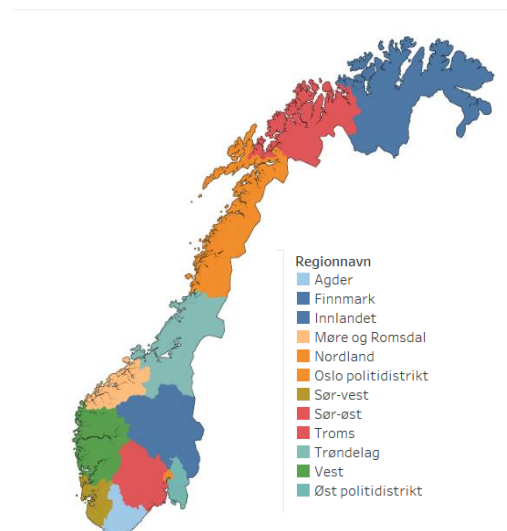 Regionnavn
Agder
Finnmark
Innlandet
Møre og Romsdal
Nordland
Oslo politidistrikt
Sør-vest
Sør-øst
Troms
Trøndelag
Vest
Øst politidistrikt